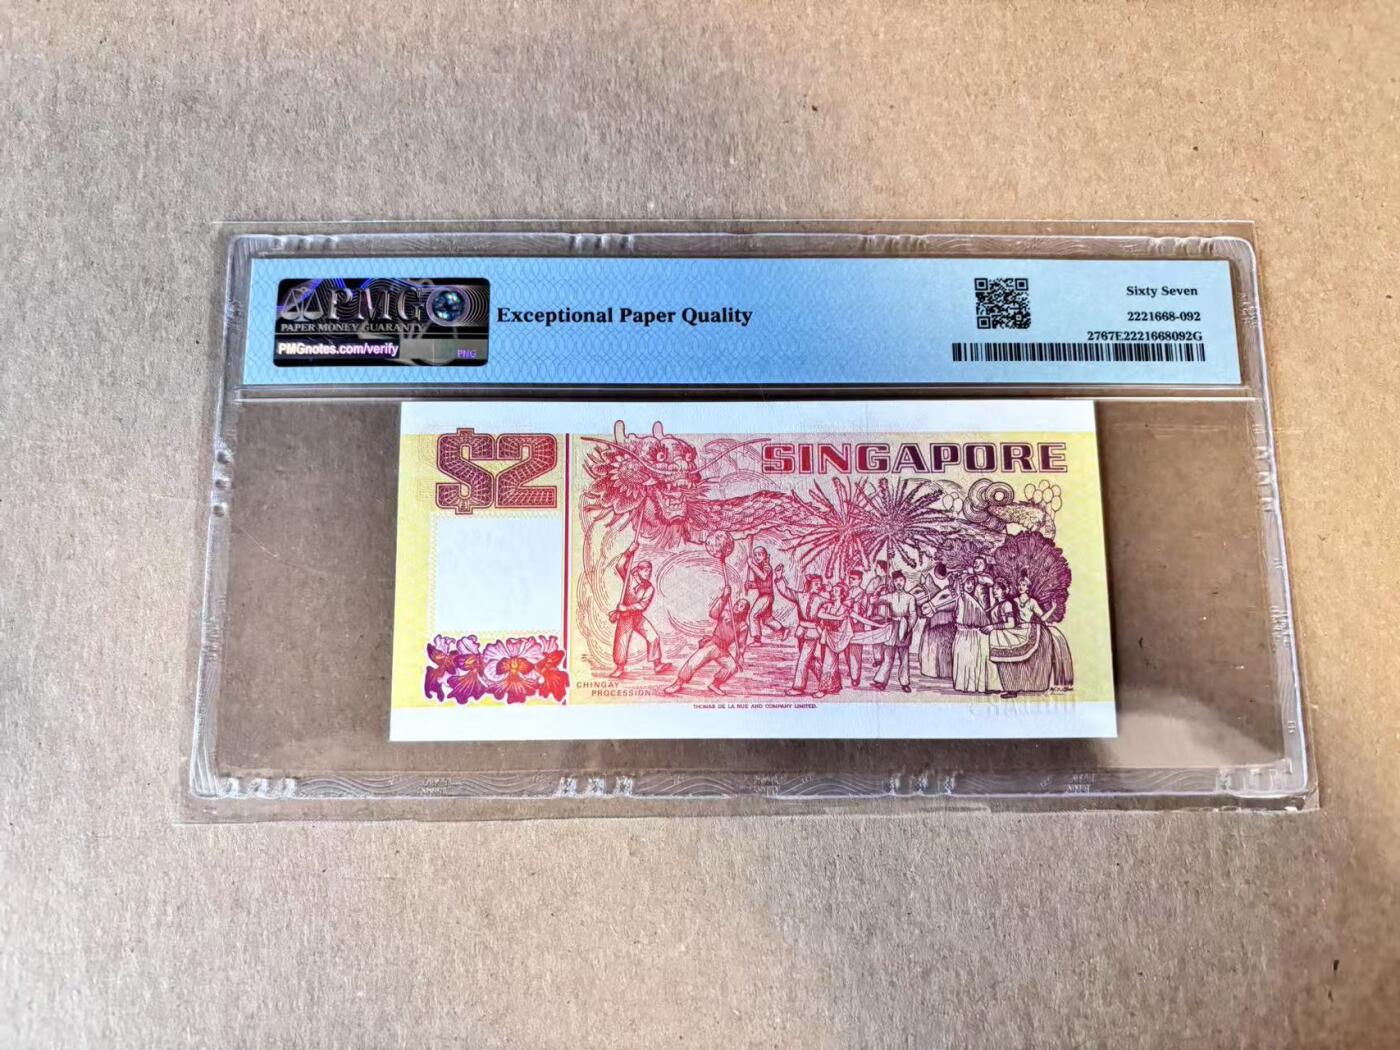 PMG
PAPER MONEY GUARANTY
PMGnotes.com/verify
PNG
Exceptional Paper Quality
Sixty Seven
2221668-092
2767E2221668092G
$2
SINGAPORE
CHINGAY
PROCESSION
THOMAS DE LA RUE AND COMPANY LIMITED.